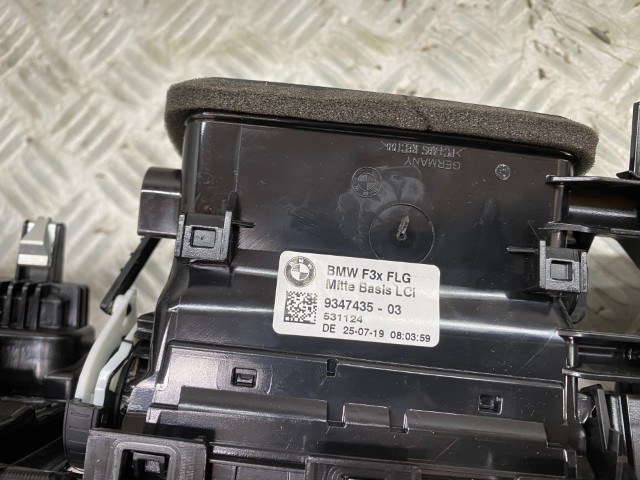 GERMANY
BMW F3x FLG
Mitte Basis LCi
9347435 - 03
531124
DE 25-07-19 08:03:59